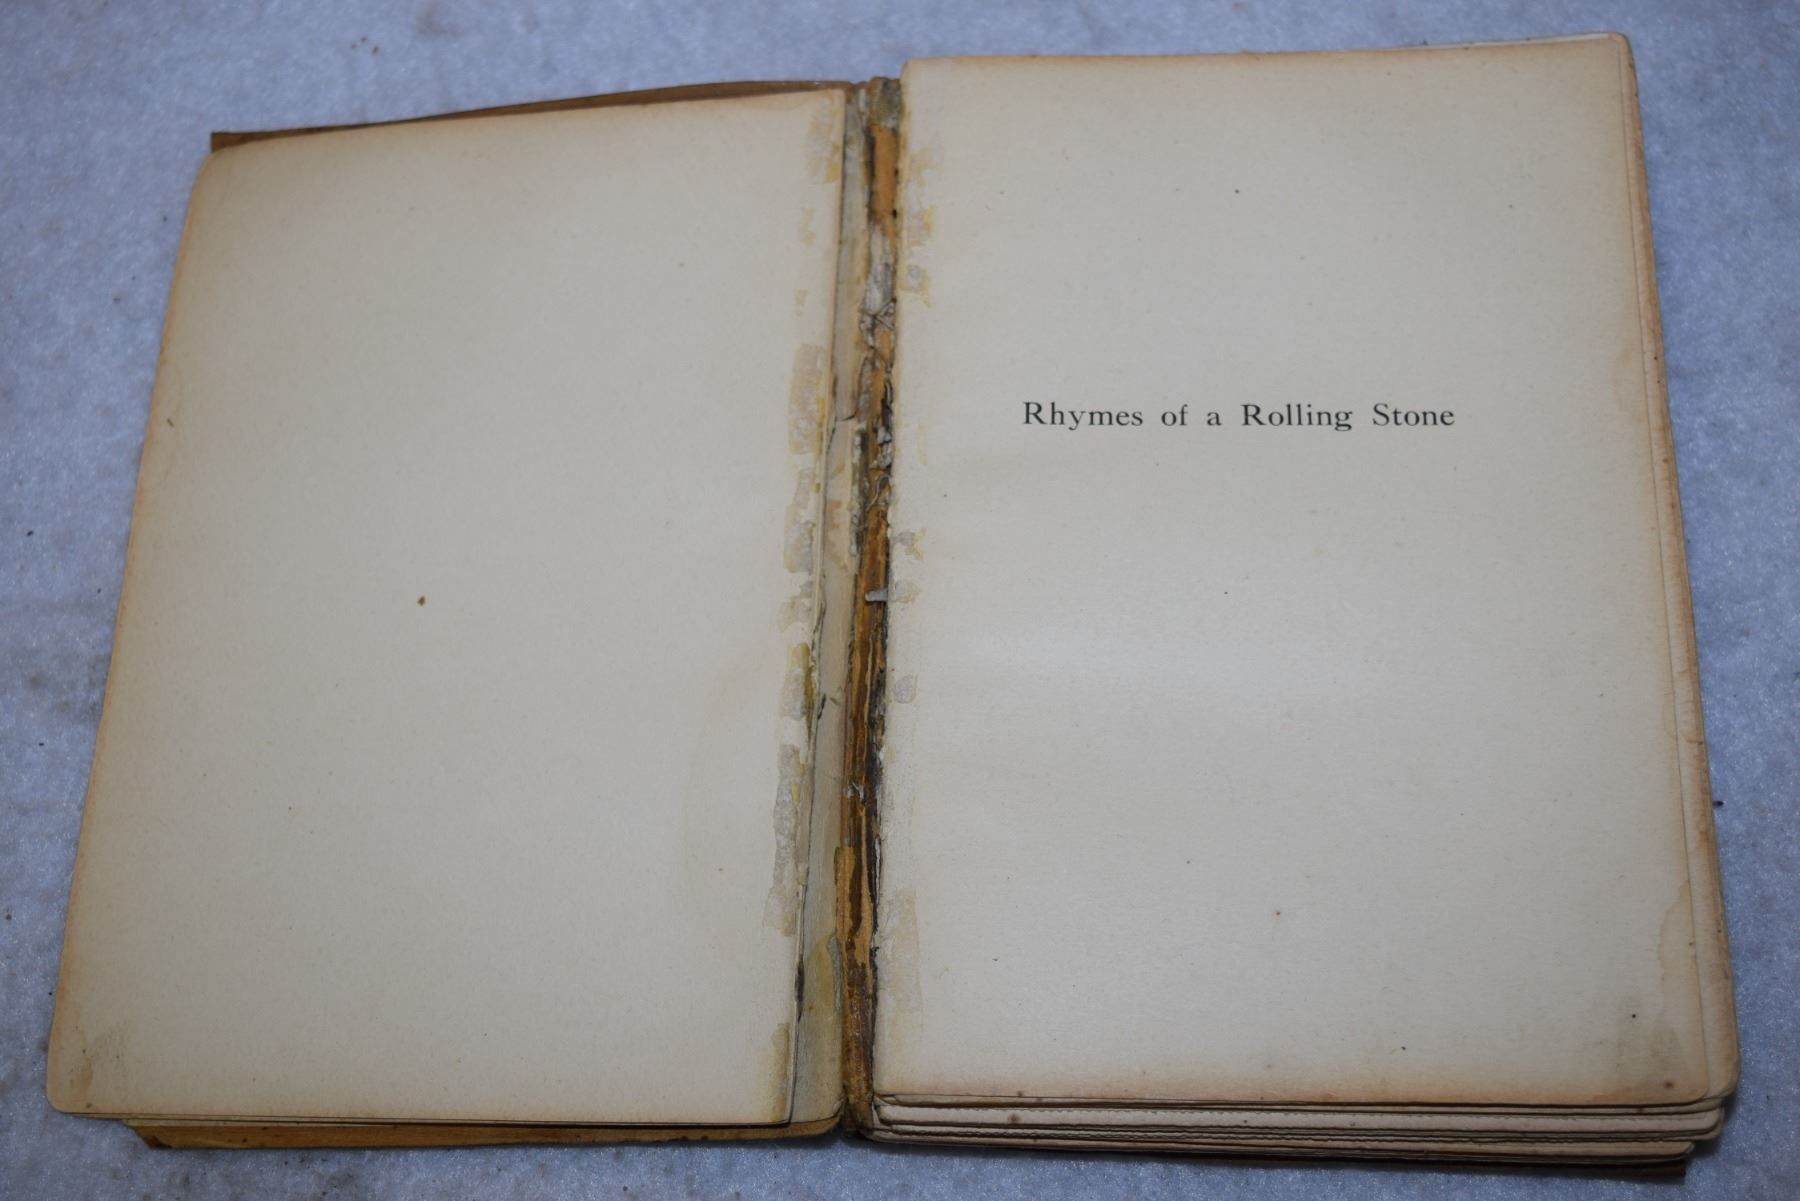 Rhymes of a Rolling Stone